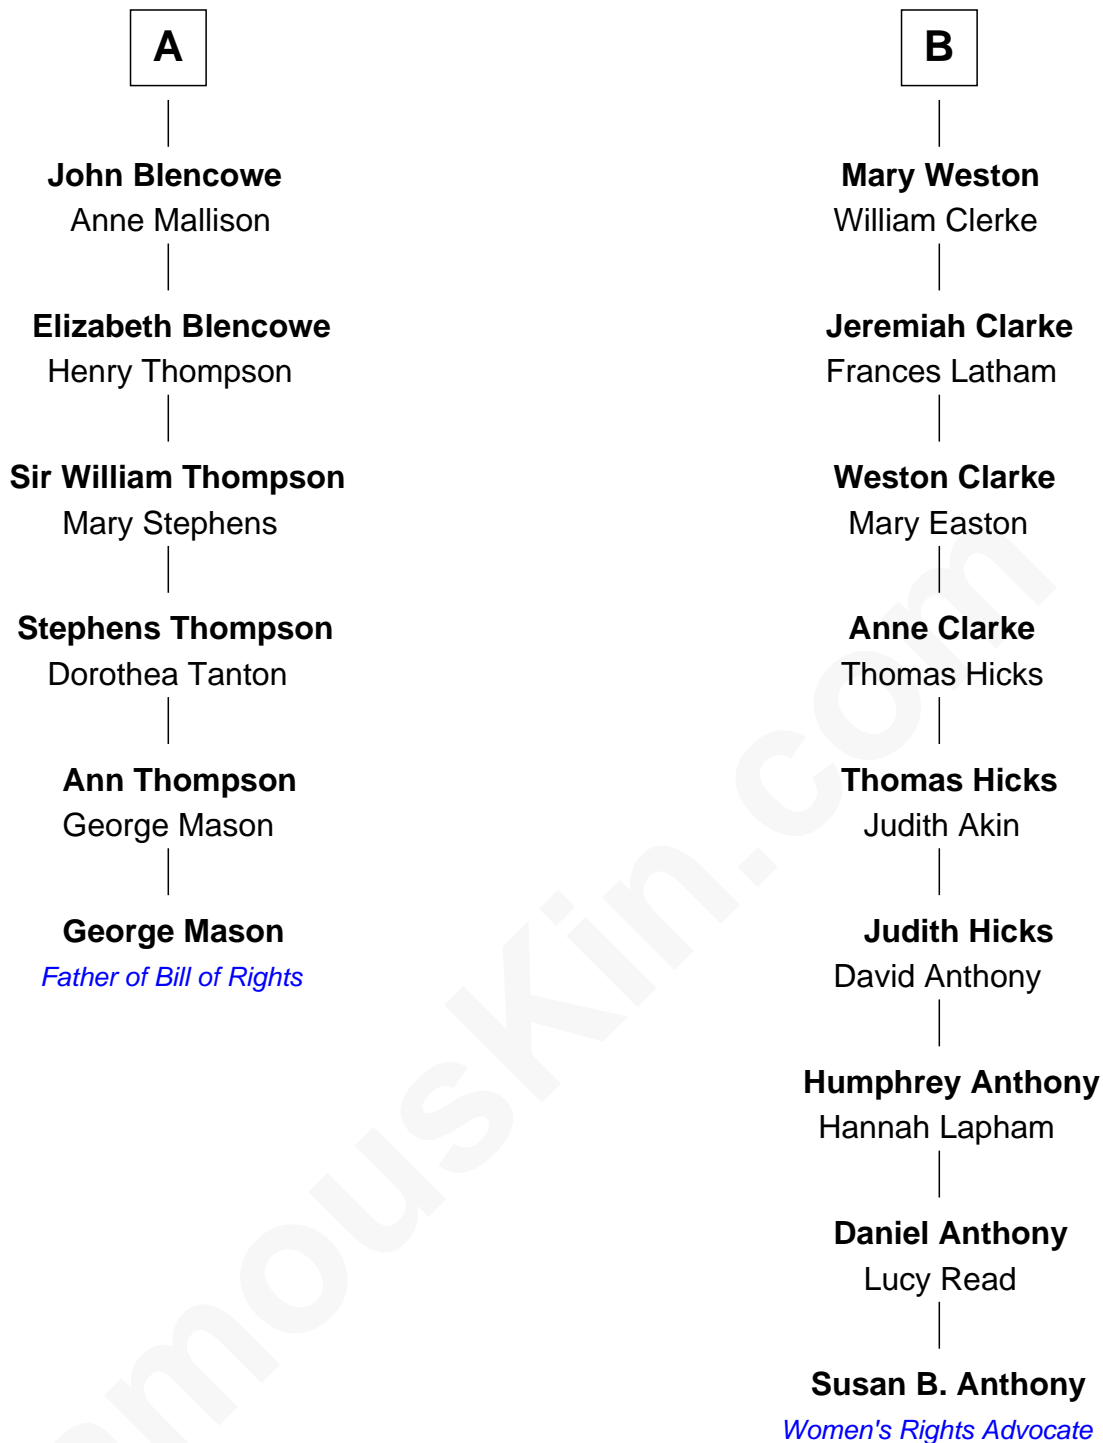 A
John Blencowe
Anne Mallison
Elizabeth Blencowe
Henry Thompson
Sir William Thompson
Mary Stephens
Stephens Thompson
Dorothea Tanton
Ann Thompson
George Mason
George Mason
Father of Bill of Rights
B
Mary Weston
William Clerke
Jeremiah Clarke
Frances Latham
Weston Clarke
Mary Easton
Anne Clarke
Thomas Hicks
Thomas Hicks
Judith Akin
Judith Hicks
David Anthony
Humphrey Anthony
Hannah Lapham
Daniel Anthony
Lucy Read
Susan B. Anthony
Women's Rights Advocate
amousKin.com